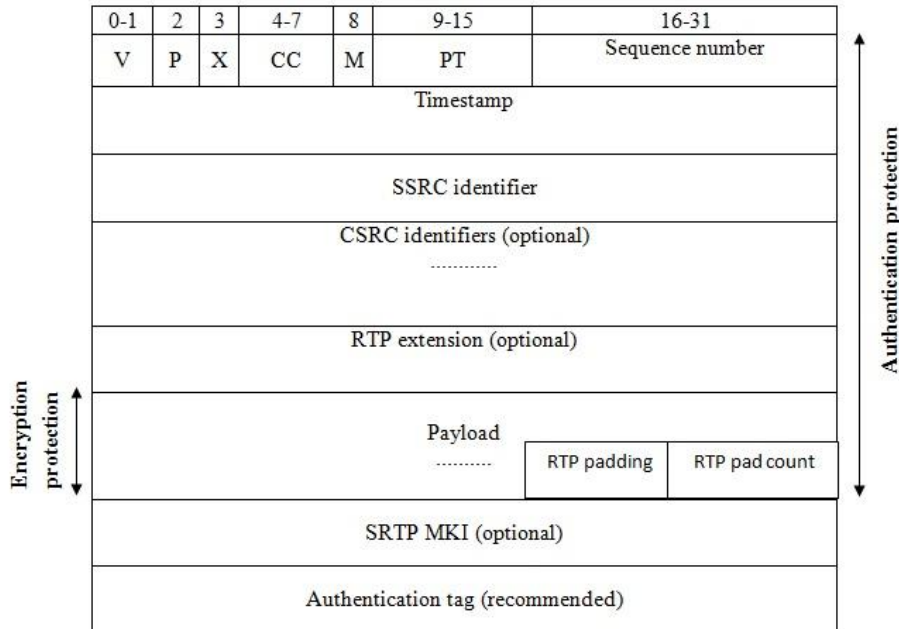 0-1 2 3 4-7 8 9-15 16-31
V P X CC M PT Sequence number
Timestamp
SSRC identifier
CSRC identifiers (optional)
............
RTP extension (optional)
Payload
...........
RTP padding RTP pad count
SRTP MKI (optional)
Authentication tag (recommended)
Encryption
protection
Authentication protection